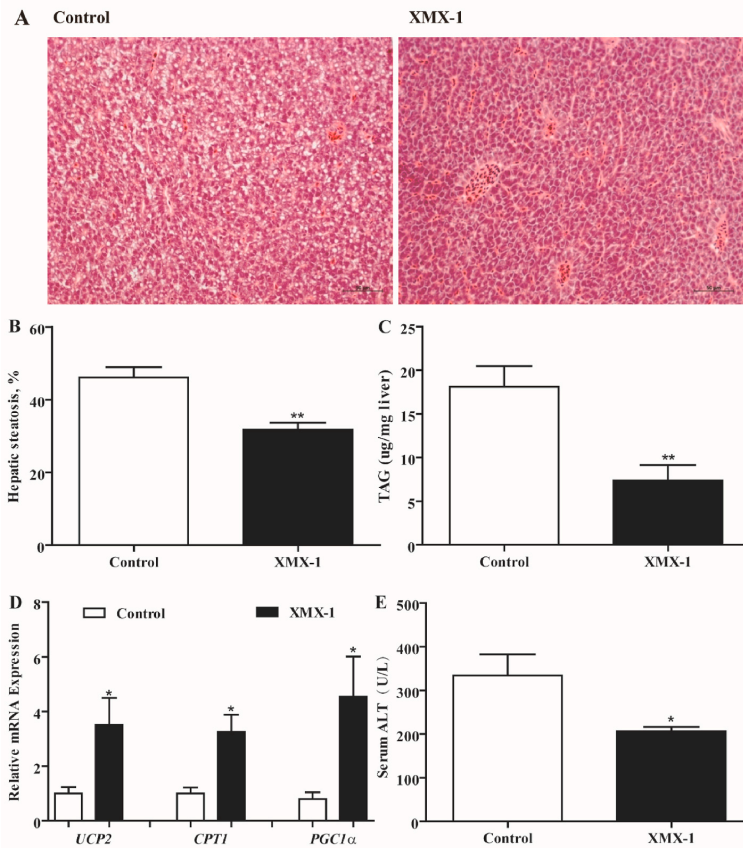 A Control XMX-1
B
60
40
20
0
Hepatic steatosis, %
**
Control XMX-1
C
25
20
15
10
5
0
TAG (ug/mg liver)
**
Control XMX-1
D
8
6
4
2
0
Relative mRNA Expression
Control XMX-1
* * *
UCP2 CPT1 PGC1α
E
500
400
300
200
100
0
Serum ALT (U/L)
*
Control XMX-1